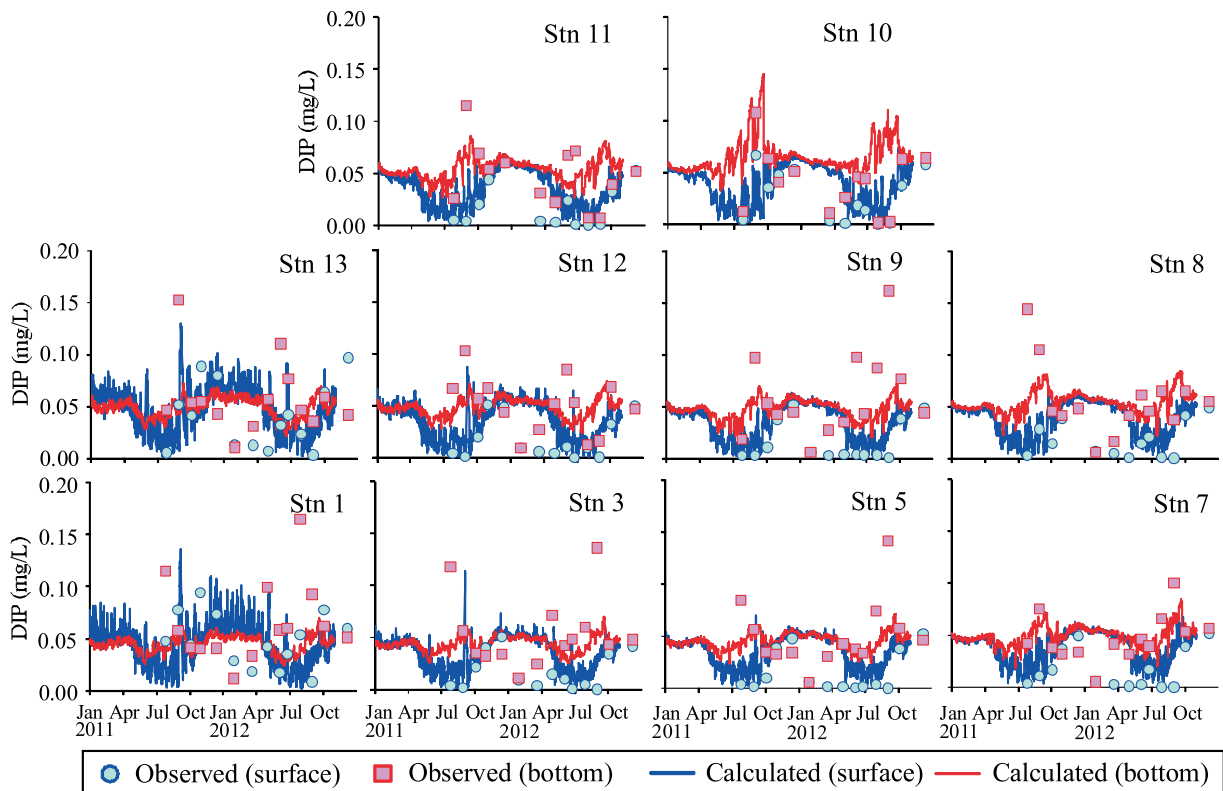 0.20
0.15
0.10
0.05
0.00
DIP (mg/L)
Stn 11
Stn 10
0.20
0.15
0.10
0.05
0.00
DIP (mg/L)
Stn 13
Stn 12
Stn 9
Stn 8
0.20
0.15
0.10
0.05
0.00
DIP (mg/L)
Stn 1
Stn 3
Stn 5
Stn 7
Jan Apr Jul Oct Jan Apr Jul Oct
2011 2012
Jan Apr Jul Oct Jan Apr Jul Oct
2011 2012
Jan Apr Jul Oct Jan Apr Jul Oct
2011 2012
Jan Apr Jul Oct Jan Apr Jul Oct
2011 2012
Observed (surface) Observed (bottom) Calculated (surface) Calculated (bottom)